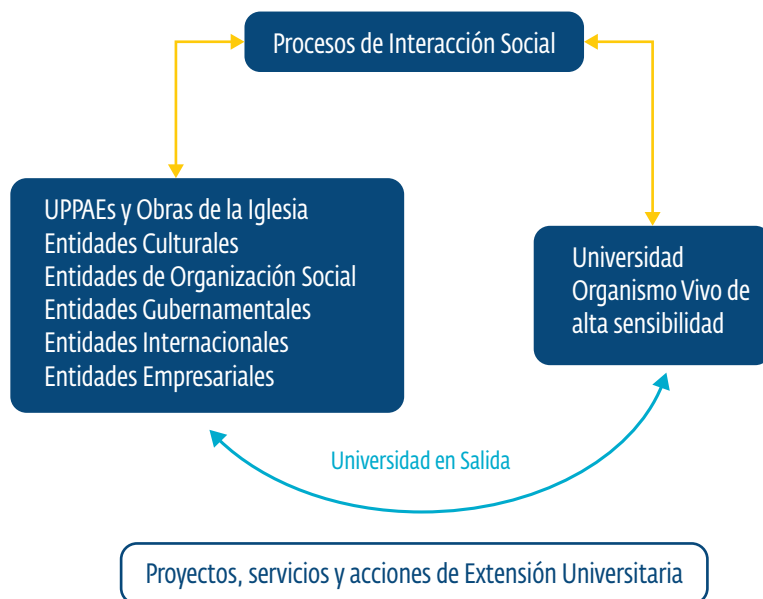 Procesos de Interacción Social
UPPAEs y Obras de la Iglesia
Entidades Culturales
Entidades de Organización Social
Entidades Gubernamentales
Entidades Internacionales
Entidades Empresariales
Universidad
Organismo Vivo de
alta sensibilidad
Universidad en Salida
Proyectos, servicios y acciones de Extensión Universitaria